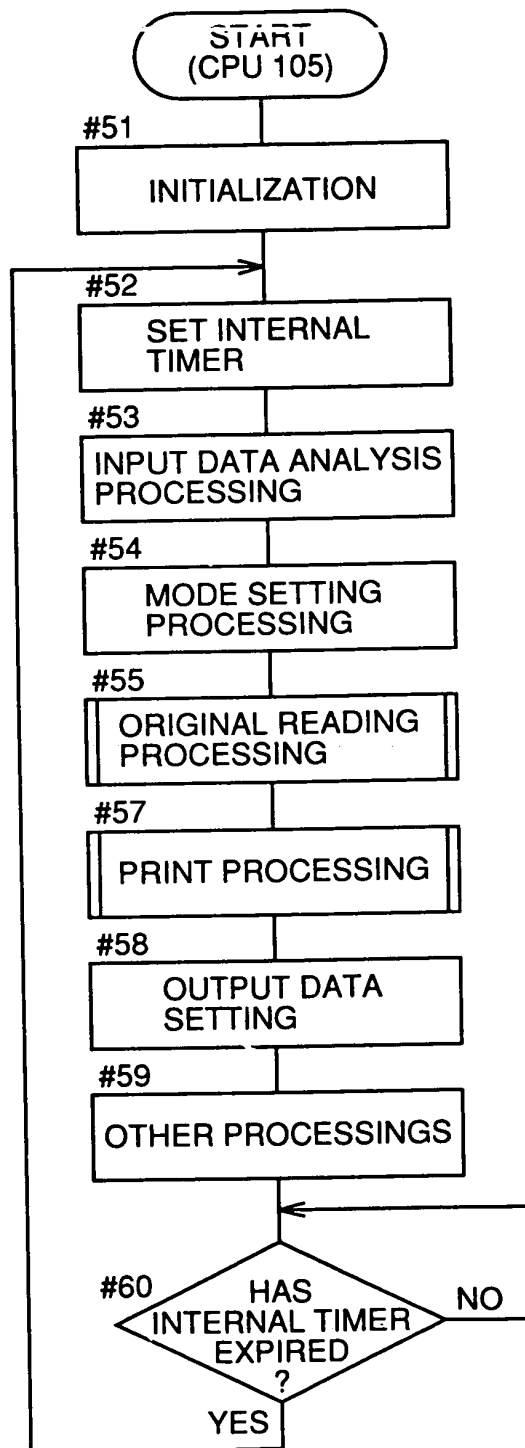 START
(CPU 105)
#51
INITIALIZATION
#52
SET INTERNAL
TIMER
#53
INPUT DATA ANALYSIS
PROCESSING
#54
MODE SETTING
PROCESSING
#55
ORIGINAL READING
PROCESSING
#57
PRINT PROCESSING
#58
OUTPUT DATA
SETTING
#59
OTHER PROCESSINGS
#60
HAS
INTERNAL TIMER
EXPIRED
?
NO
YES